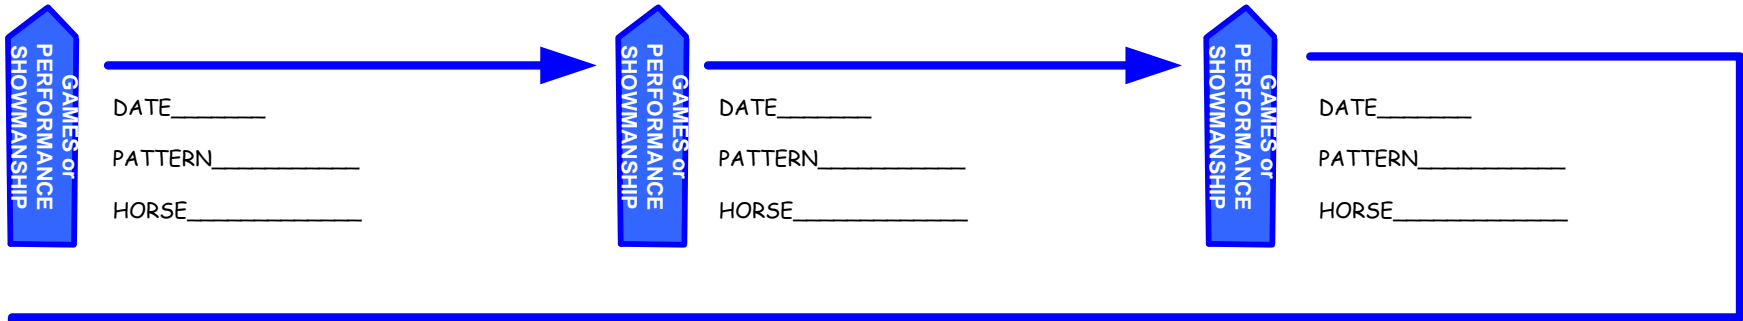 GAMES or
PERFORMANCE
SHOWMANSHIP
DATE_______
PATTERN___________
HORSE_____________
GAMES or
PERFORMANCE
SHOWMANSHIP
DATE_______
PATTERN___________
HORSE_____________
GAMES or
PERFORMANCE
SHOWMANSHIP
DATE_______
PATTERN___________
HORSE_____________